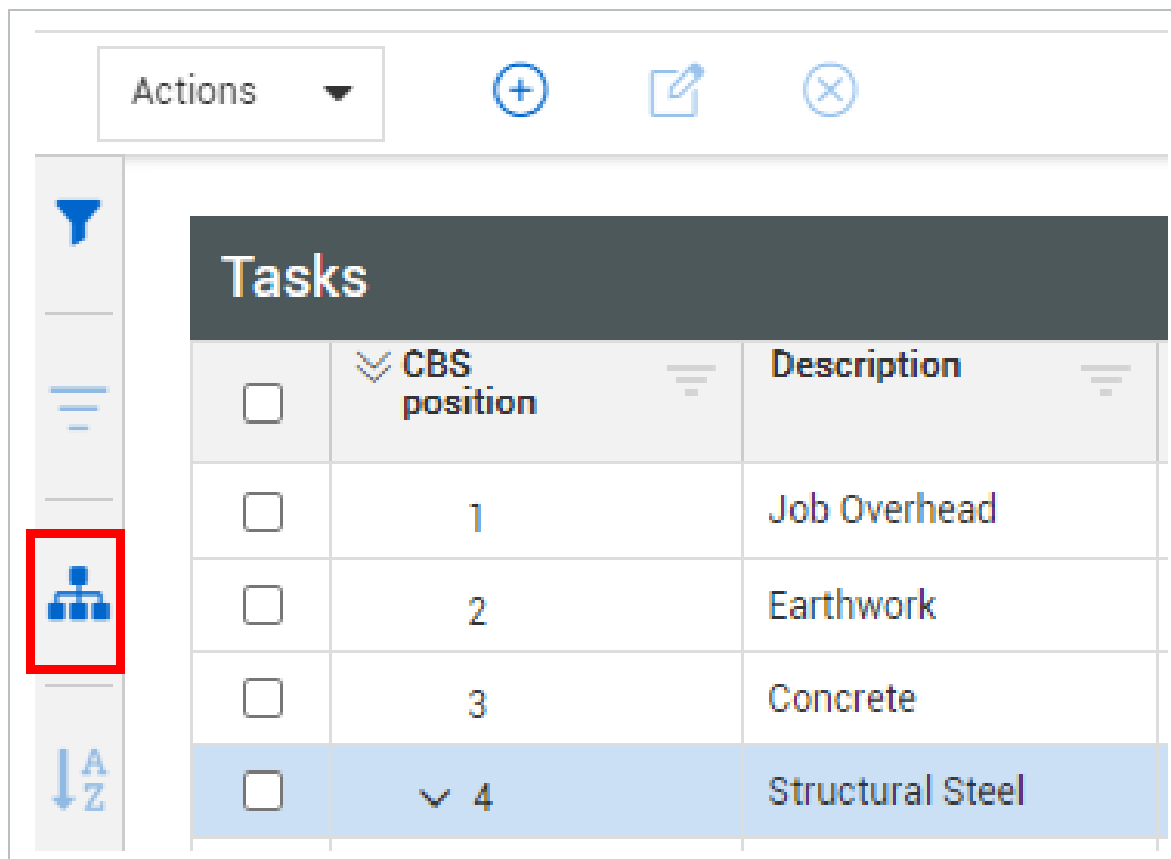 Actions
Tasks
CBS position
Description
1 Job Overhead
2 Earthwork
3 Concrete
A
Z
4 Structural Steel